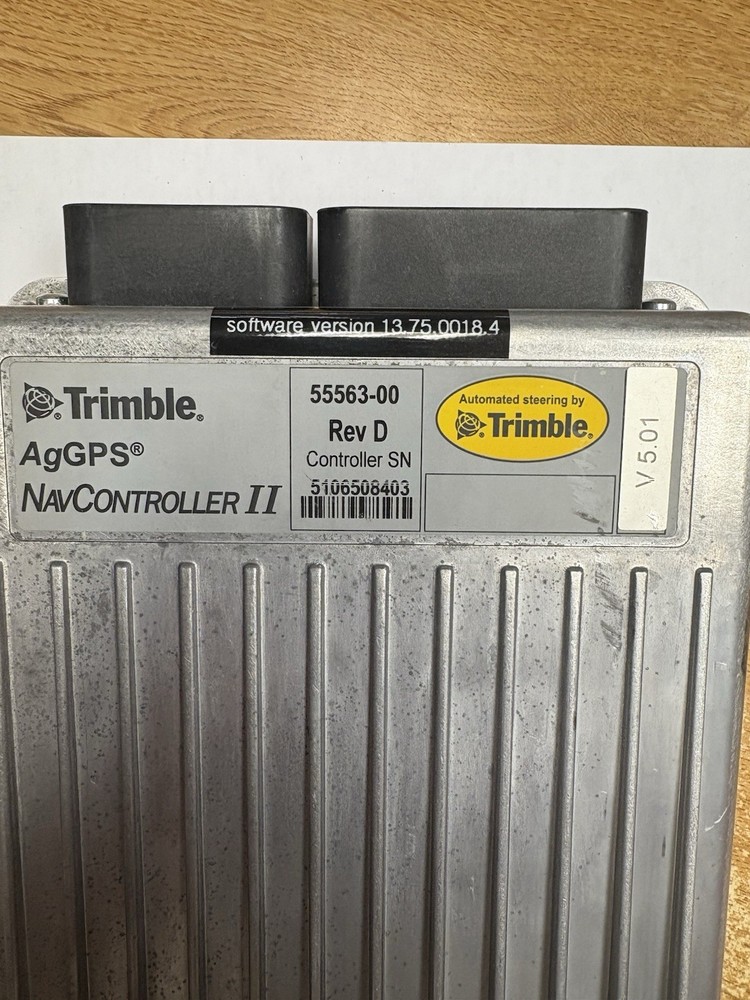 software version 13.75.0018.4
Trimble®
AgGPS®
NAVCONTROLLER II
55563-00
Rev D
Controller SN
5106508403
Automated steering by
Trimble®
V 5.01